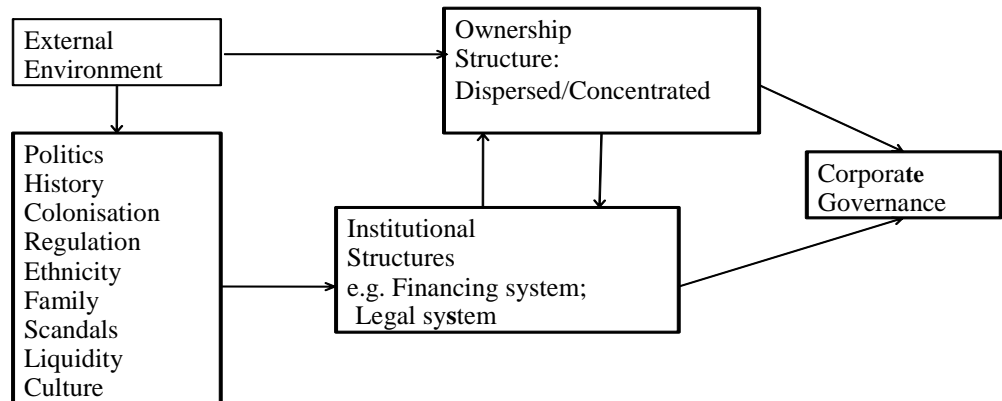 External
Environment
Ownership
Structure:
Dispersed/Concentrated
Politics
History
Colonisation
Regulation
Ethnicity
Family
Scandals
Liquidity
Culture
Institutional
Structures
e.g. Financing system;
Legal system
Corporate
Governance